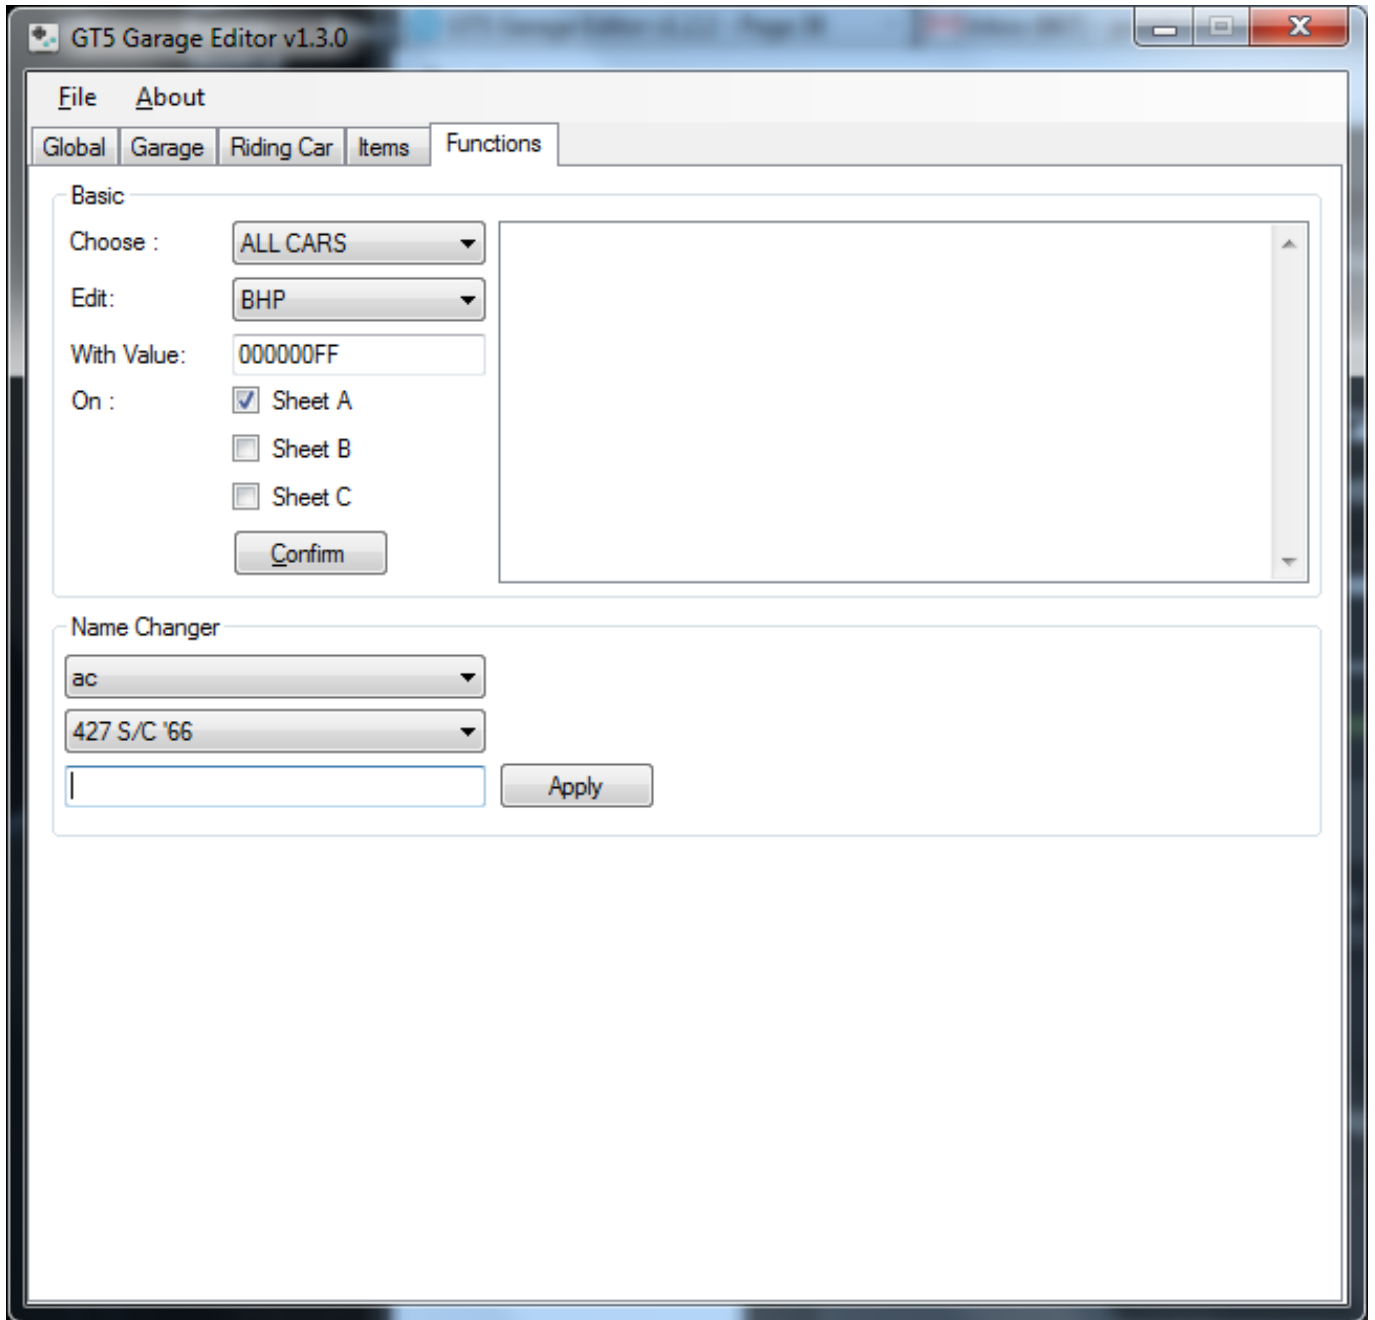 GT5 Garage Editor v1.3.0
File About
Global Garage Riding Car Items Functions
Basic
Choose : ALL CARS
Edit: BHP
With Value: 000000FF
On : Sheet A
Sheet B
Sheet C
Confirm
Name Changer
ac
427 S/C '66
Apply